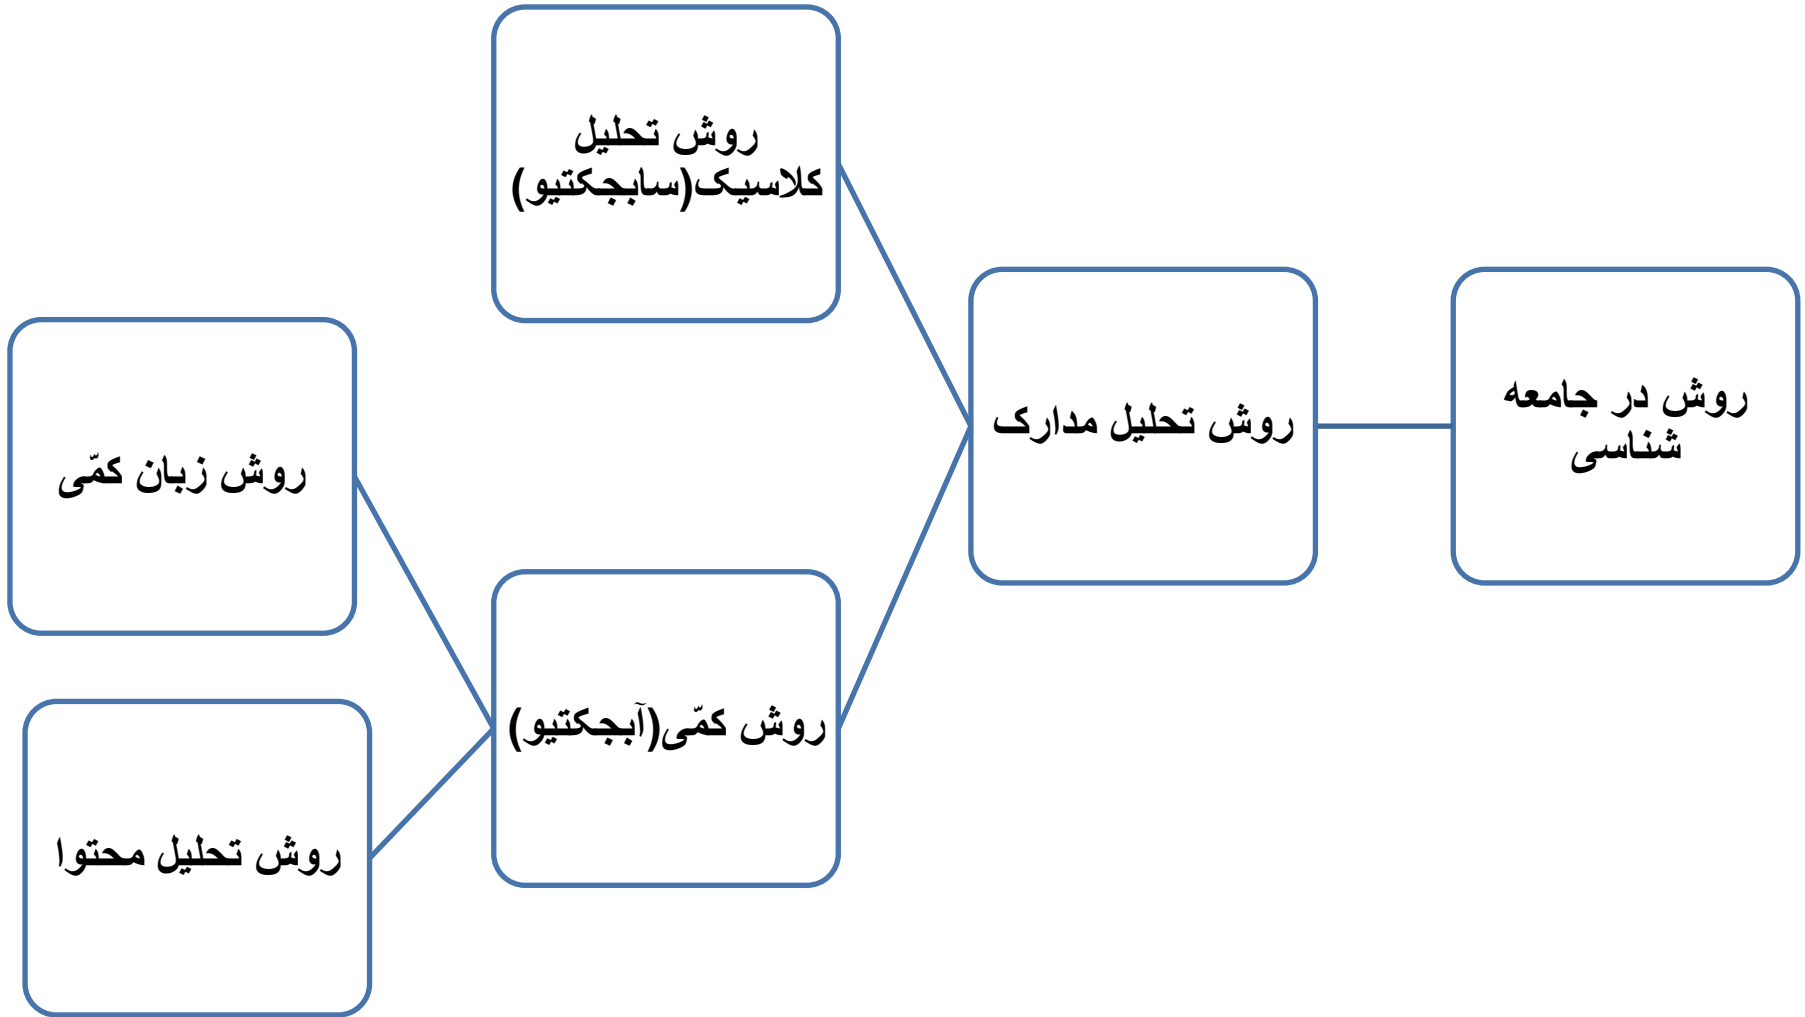 روش در جامعه
شناسی
روش تحلیل مدارک
روش تحلیل
کلاسیک(سابجکتیو)
روش کمّی(آبجکتیو)
روش زبان کمّی
روش تحلیل محتوا